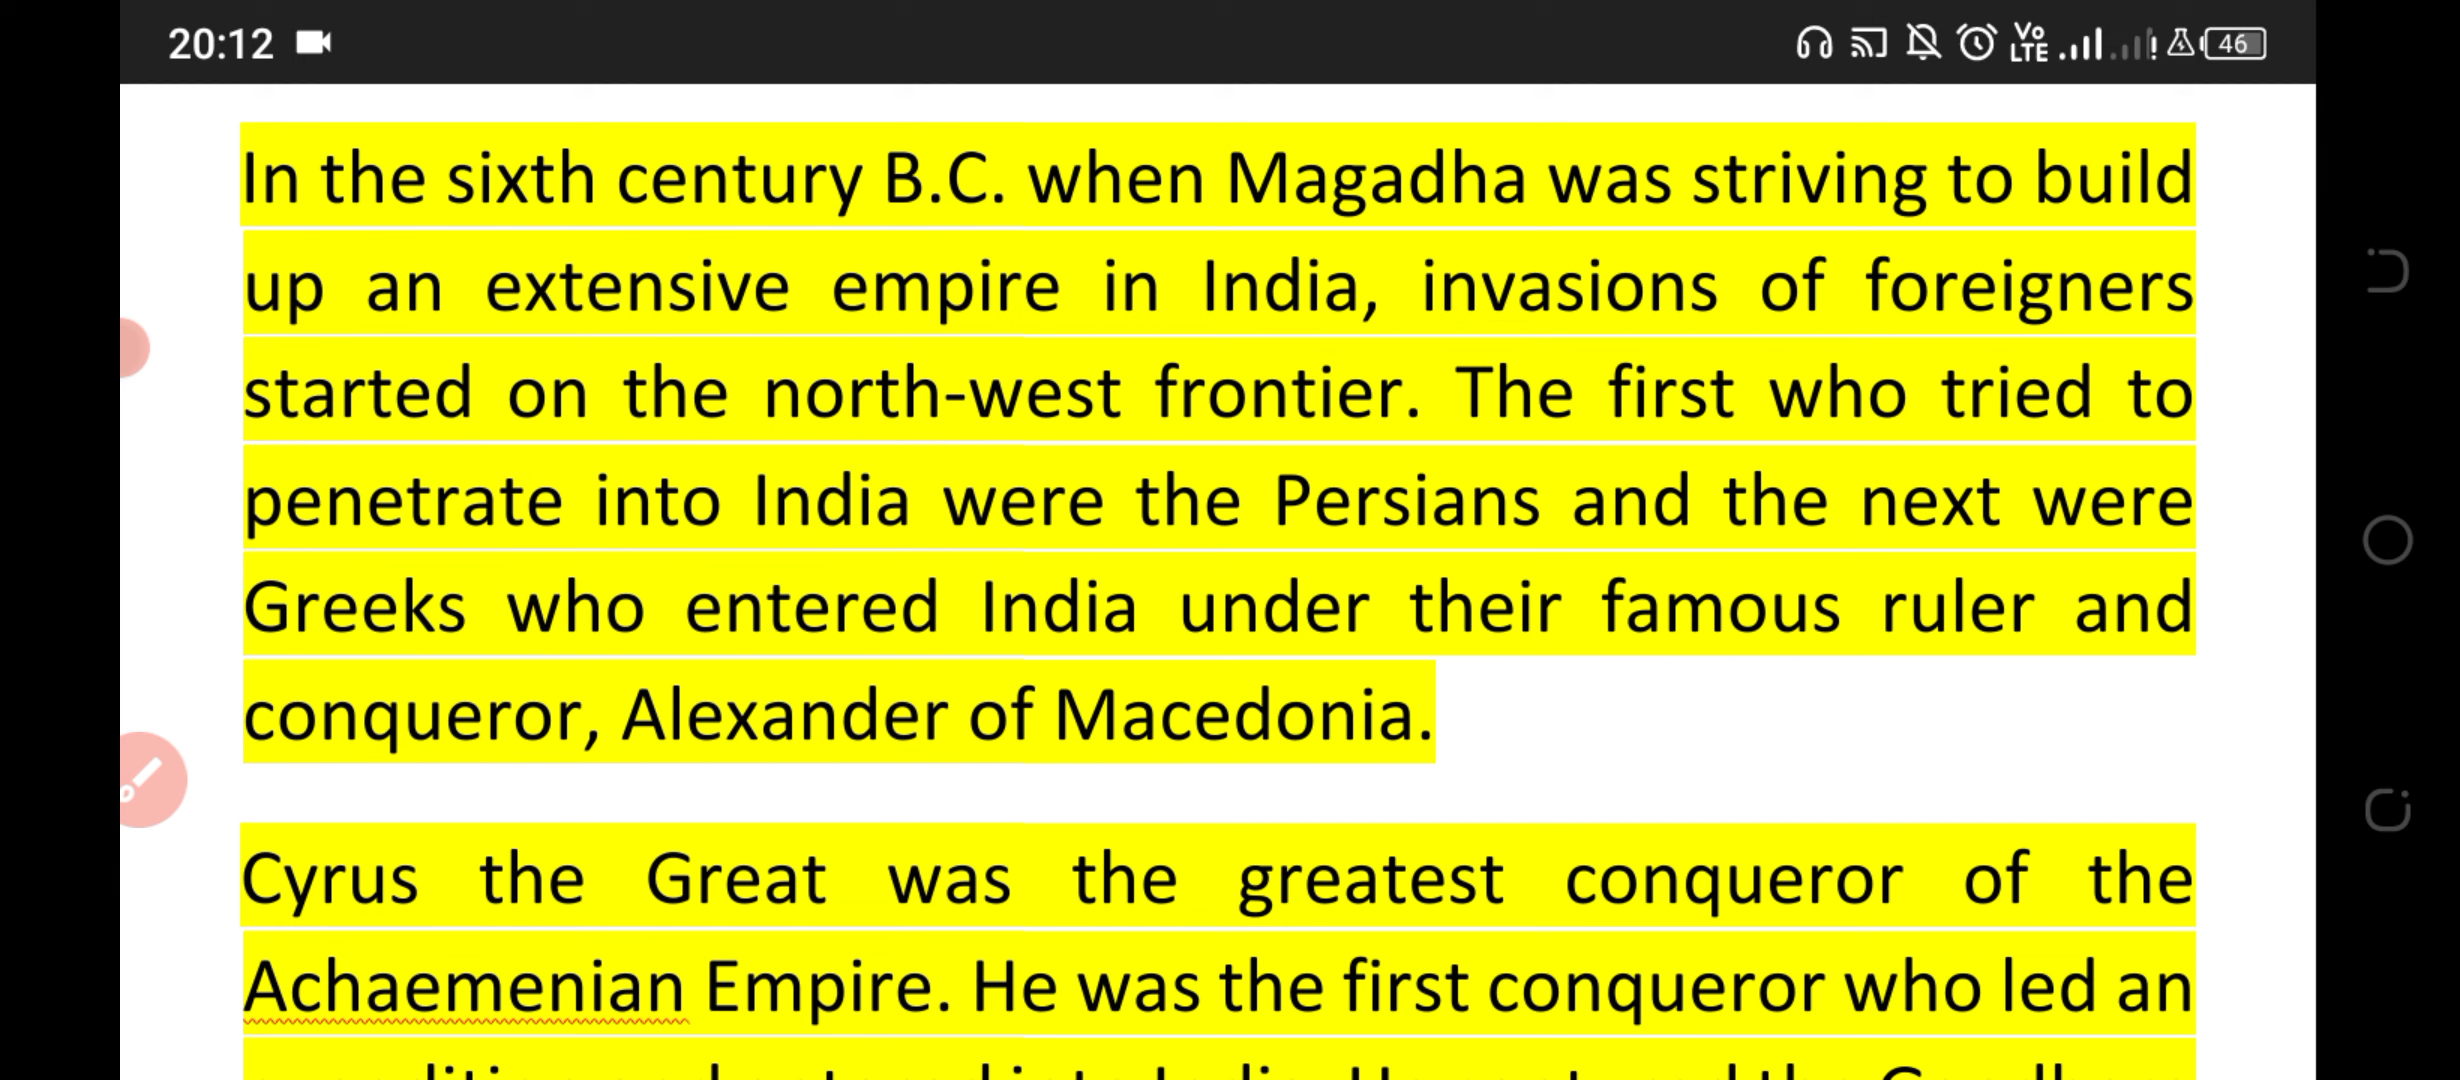 20:12
Vo
LTE
46
In the sixth century B.C. when Magadha was striving to build
up an extensive empire in India, invasions of foreigners
started on the north-west frontier. The first who tried to
penetrate into India were the Persians and the next were
Greeks who entered India under their famous ruler and
conqueror, Alexander of Macedonia.
Cyrus the Great was the greatest conqueror of the
Achaemenian Empire. He was the first conqueror who led an